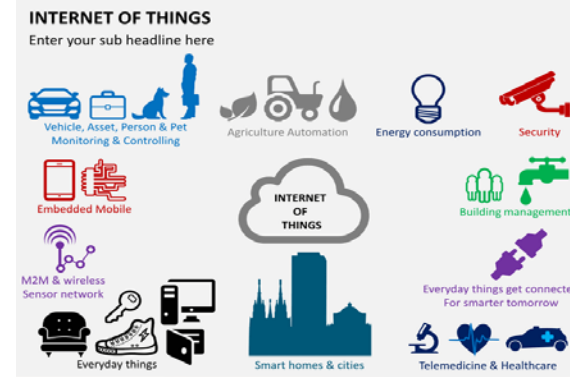 INTERNET OF THINGS
Enter your sub headline here
Vehicle, Asset, Person & Pet
Monitoring & Controlling
Agriculture Automation
Energy consumption
Security
Embedded Mobile
INTERNET
OF
THINGS
Building management
M2M & wireless
Sensor network
Everyday things get connecte
For smarter tomorrow
Everyday things
Smart homes & cities
Telemedicine & Healthcare